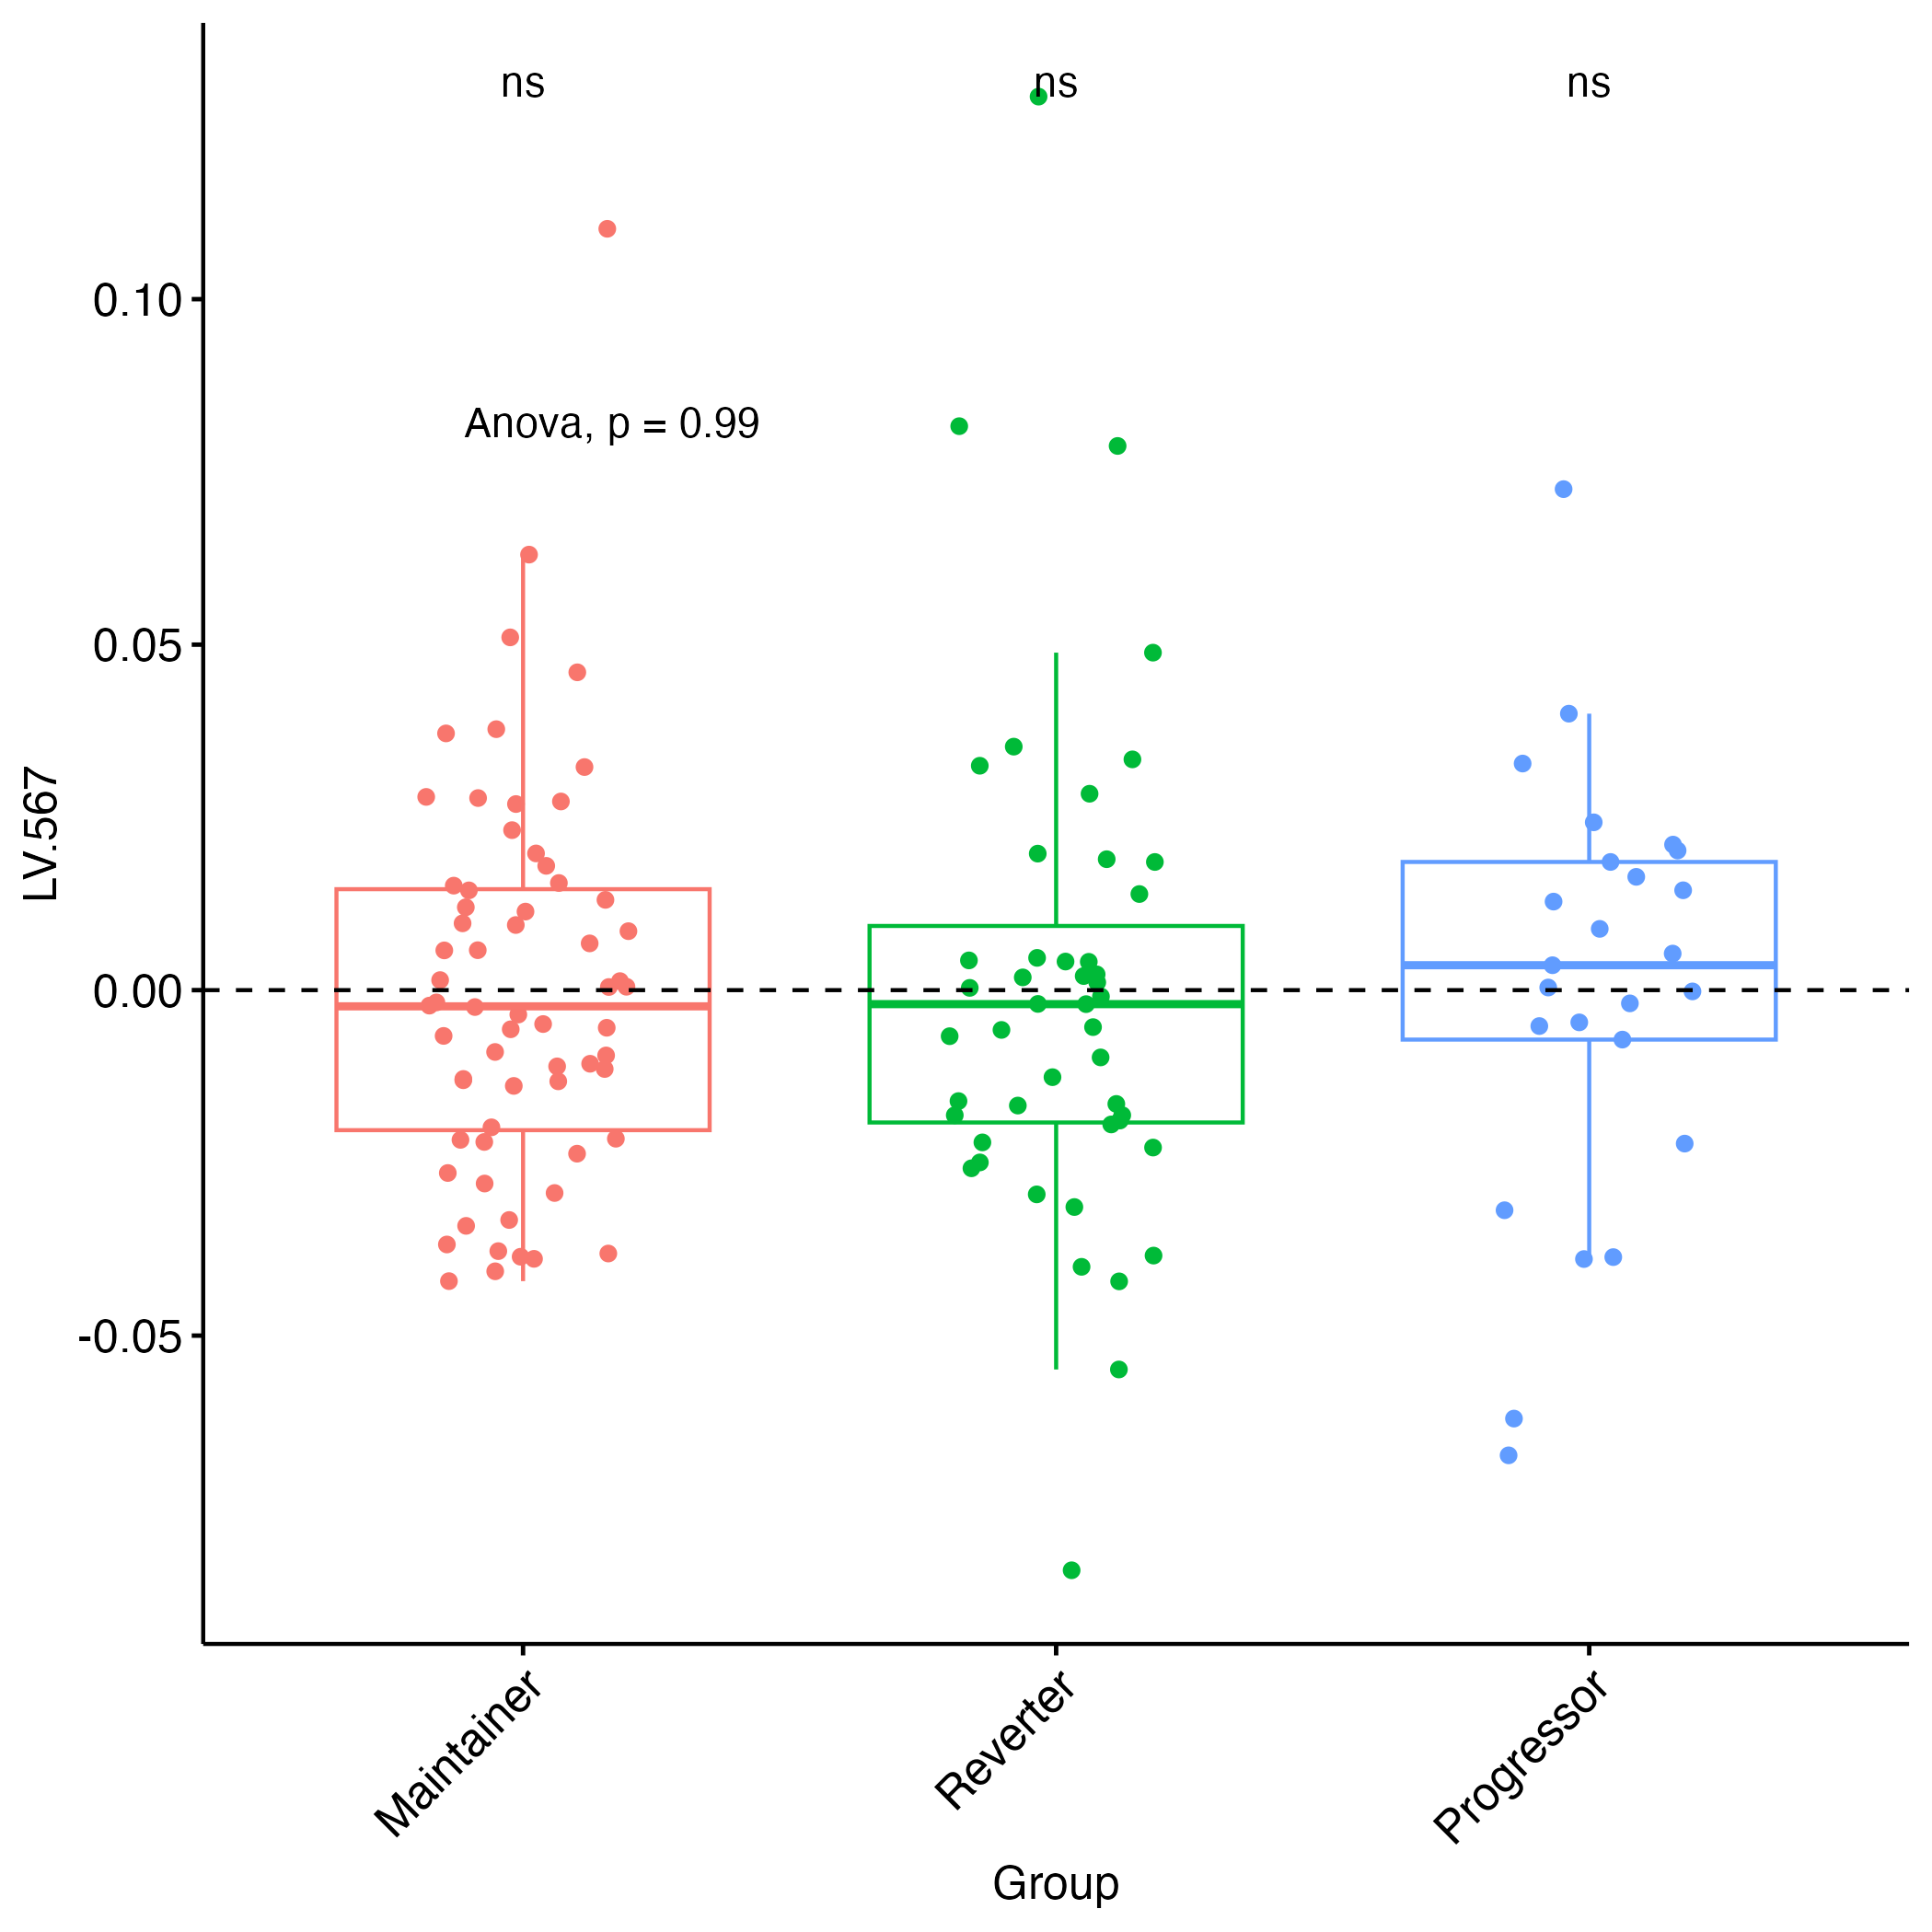 ns ns ns
Anova, p = 0.99
LV.567
0.10
0.05
0.00
-0.05
Maintainer
Reverter
Progressor
Group